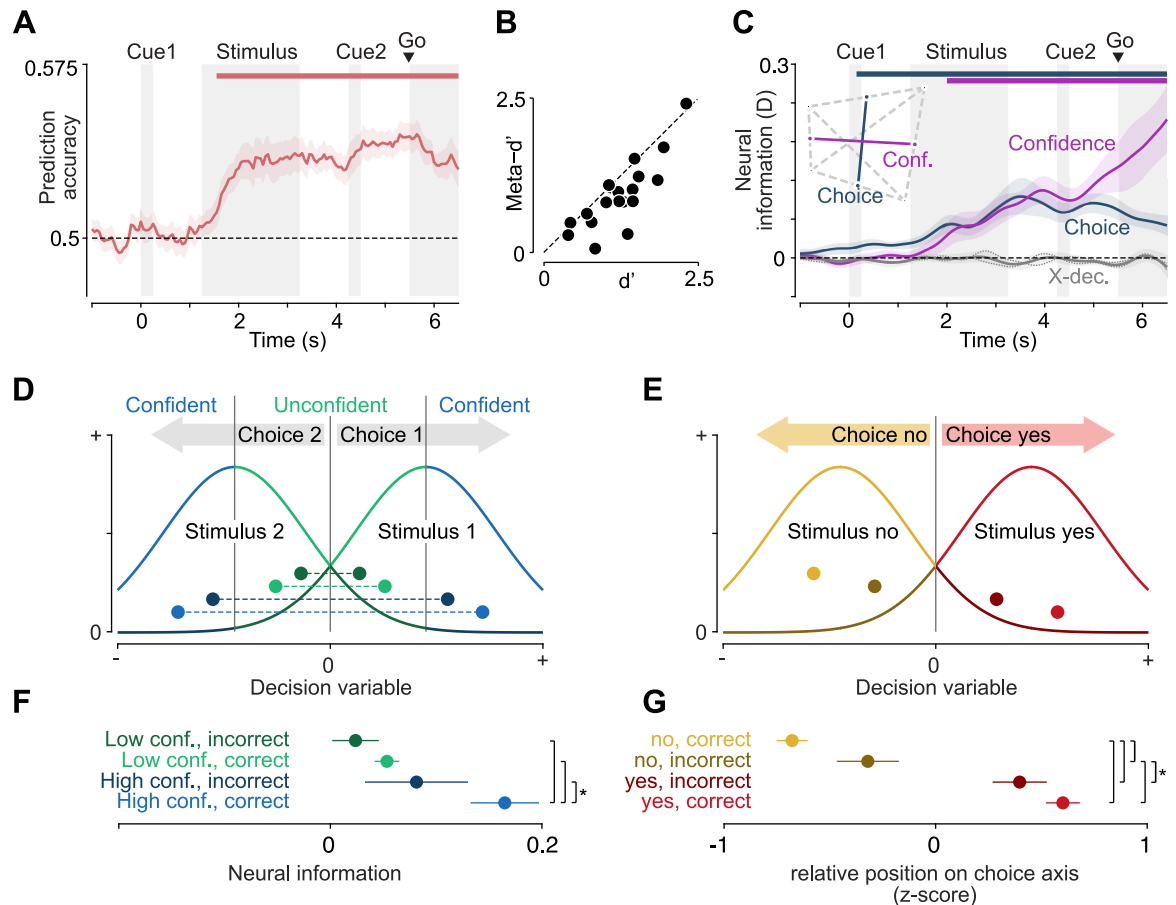 A
Cue1 Stimulus Cue2 Go
0.575
Prediction
accuracy
0.5
0 2 4 6
Time (s)
B
2.5
Meta-d’
0
0 2.5
d’
C
Cue1 Stimulus Cue2 Go
0.3
Neural
information (D)
Conf.
Choice
Confidence
Choice
X-dec.
0
0 2 4 6
Time (s)
D
Confident Unconfident Confident
Choice 2 Choice 1
+
Stimulus 2 Stimulus 1
0
- 0 +
Decision variable
E
Choice no Choice yes
+
Stimulus no Stimulus yes
0
- 0 +
Decision variable
F
Low conf., incorrect
Low conf., correct
High conf., incorrect
High conf., correct
*
0 0.2
Neural information
G
no, correct
no, incorrect
yes, incorrect
yes, correct
*
-1 0 1
relative position on choice axis
(z-score)